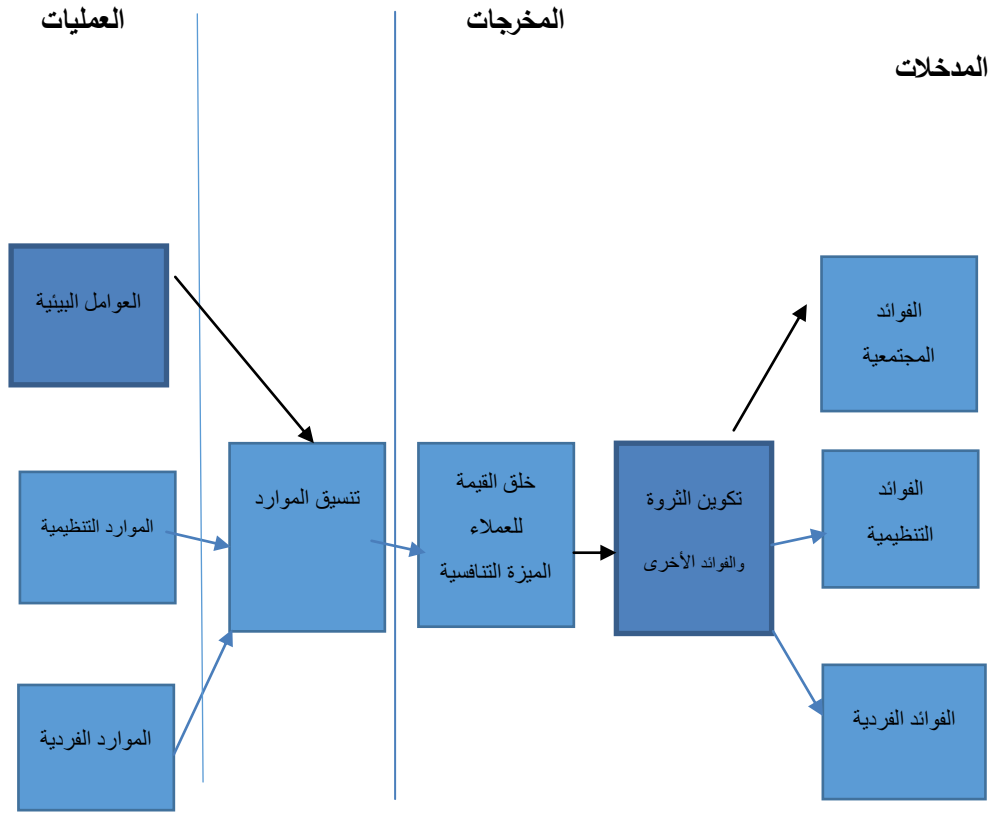 العمليات
المخرجات
المدخلات
العوامل البيئية
الفوائد
المجتمعية
الموارد التنظيمية
تنسيق الموارد
خلق القيمة
للعملاء
الميزة التنافسية
تكوين الثروة
والفوائد الأخرى
الفوائد
التنظيمية
الموارد الفردية
الفوائد الفردية